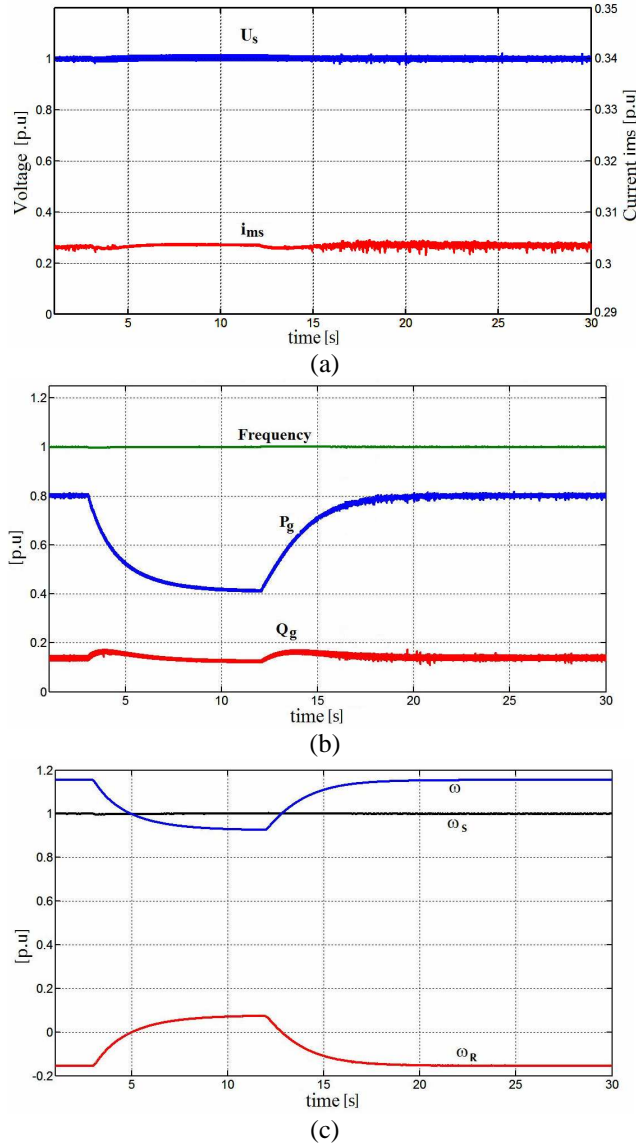 0.35
U_s
1
0.34
0.8
0.33
0.6
Voltage [p.u]
Current ims [p.u]
0.32
0.4
0.31
i_ms
0.2
0.3
0
0.29
5 10 15 20 25 30
time [s]
(a)
1.2
Frequency
1
0.8
P_g
0.6
[p.u]
0.4
Q_g
0.2
0
5 10 15 20 25 30
time [s]
(b)
1.2
ω
1
ω_S
0.8
0.6
[p.u]
0.4
0.2
0
ω_R
-0.2
5 10 15 20 25 30
time [s]
(c)